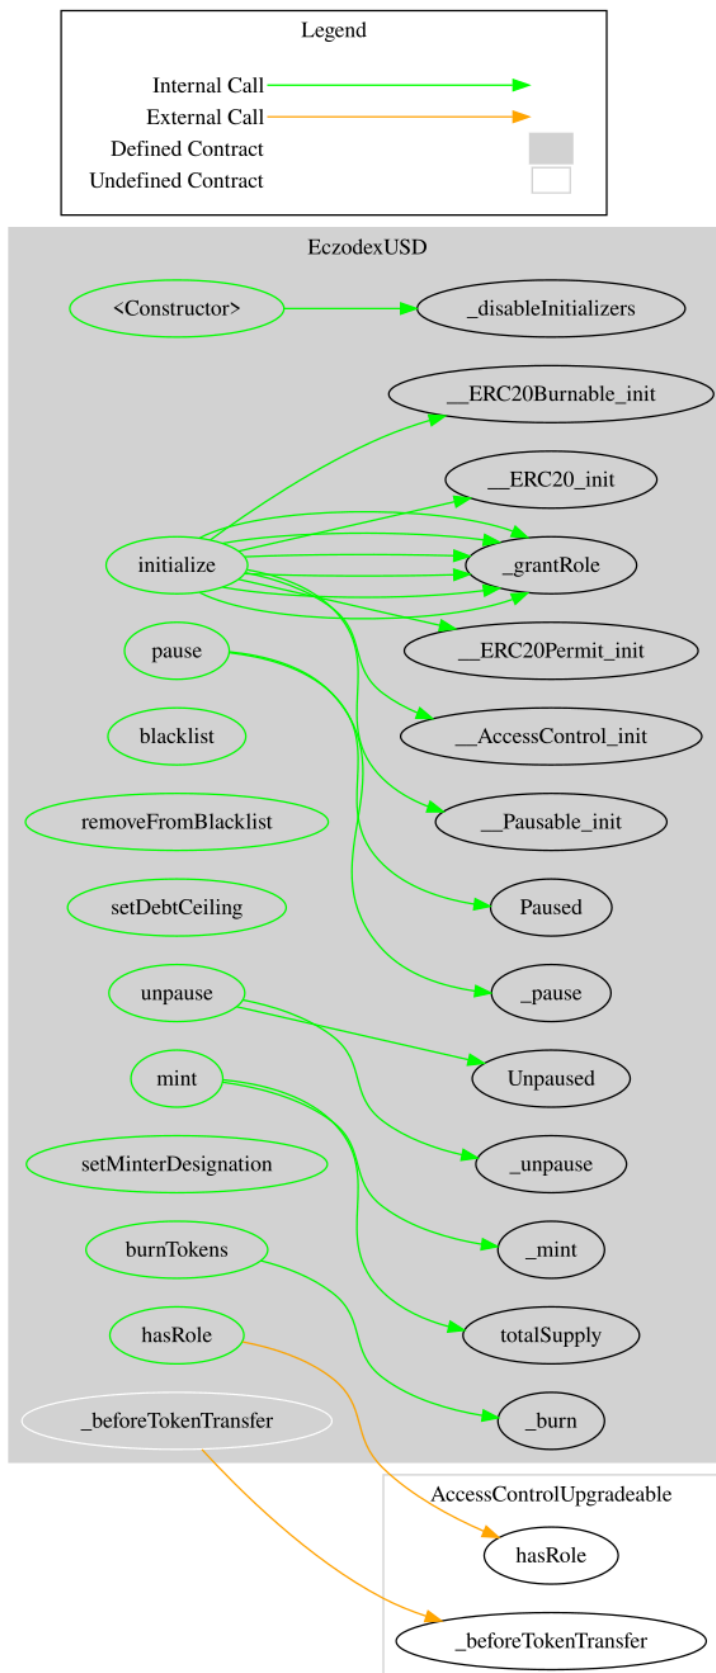 Legend
Internal Call
External Call
Defined Contract
Undefined Contract
EczodexUSD
<Constructor>
_disableInitializers
__ERC20Burnable_init
__ERC20_init
initialize
_grantRole
pause
__ERC20Permit_init
blacklist
__AccessControl_init
removeFromBlacklist
__Pausable_init
setDebtCeiling
Paused
unpause
_pause
mint
Unpaused
setMinterDesignation
_unpause
burnTokens
_mint
hasRole
totalSupply
_beforeTokenTransfer
_burn
AccessControlUpgradeable
hasRole
_beforeTokenTransfer